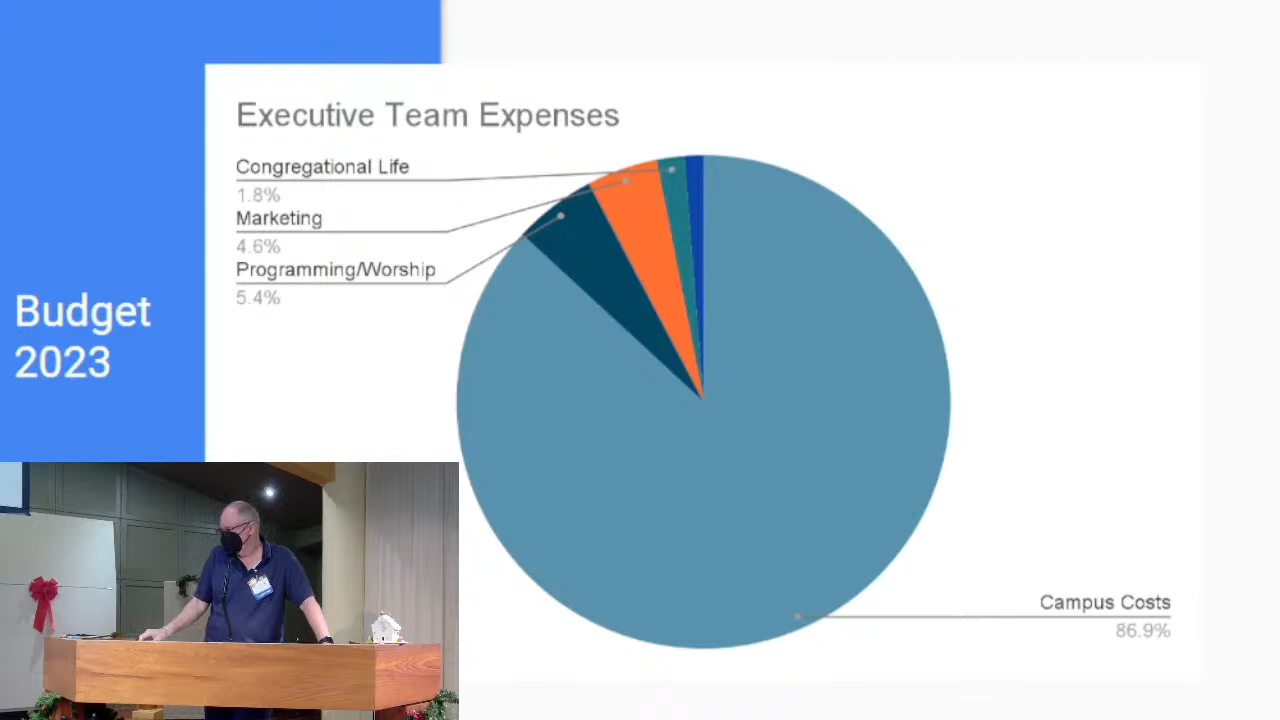 Executive Team Expenses
Congregational Life
1.8%
Marketing
4.6%
Programming/Worship
5.4%
Budget
2023
Campus Costs
86.9%